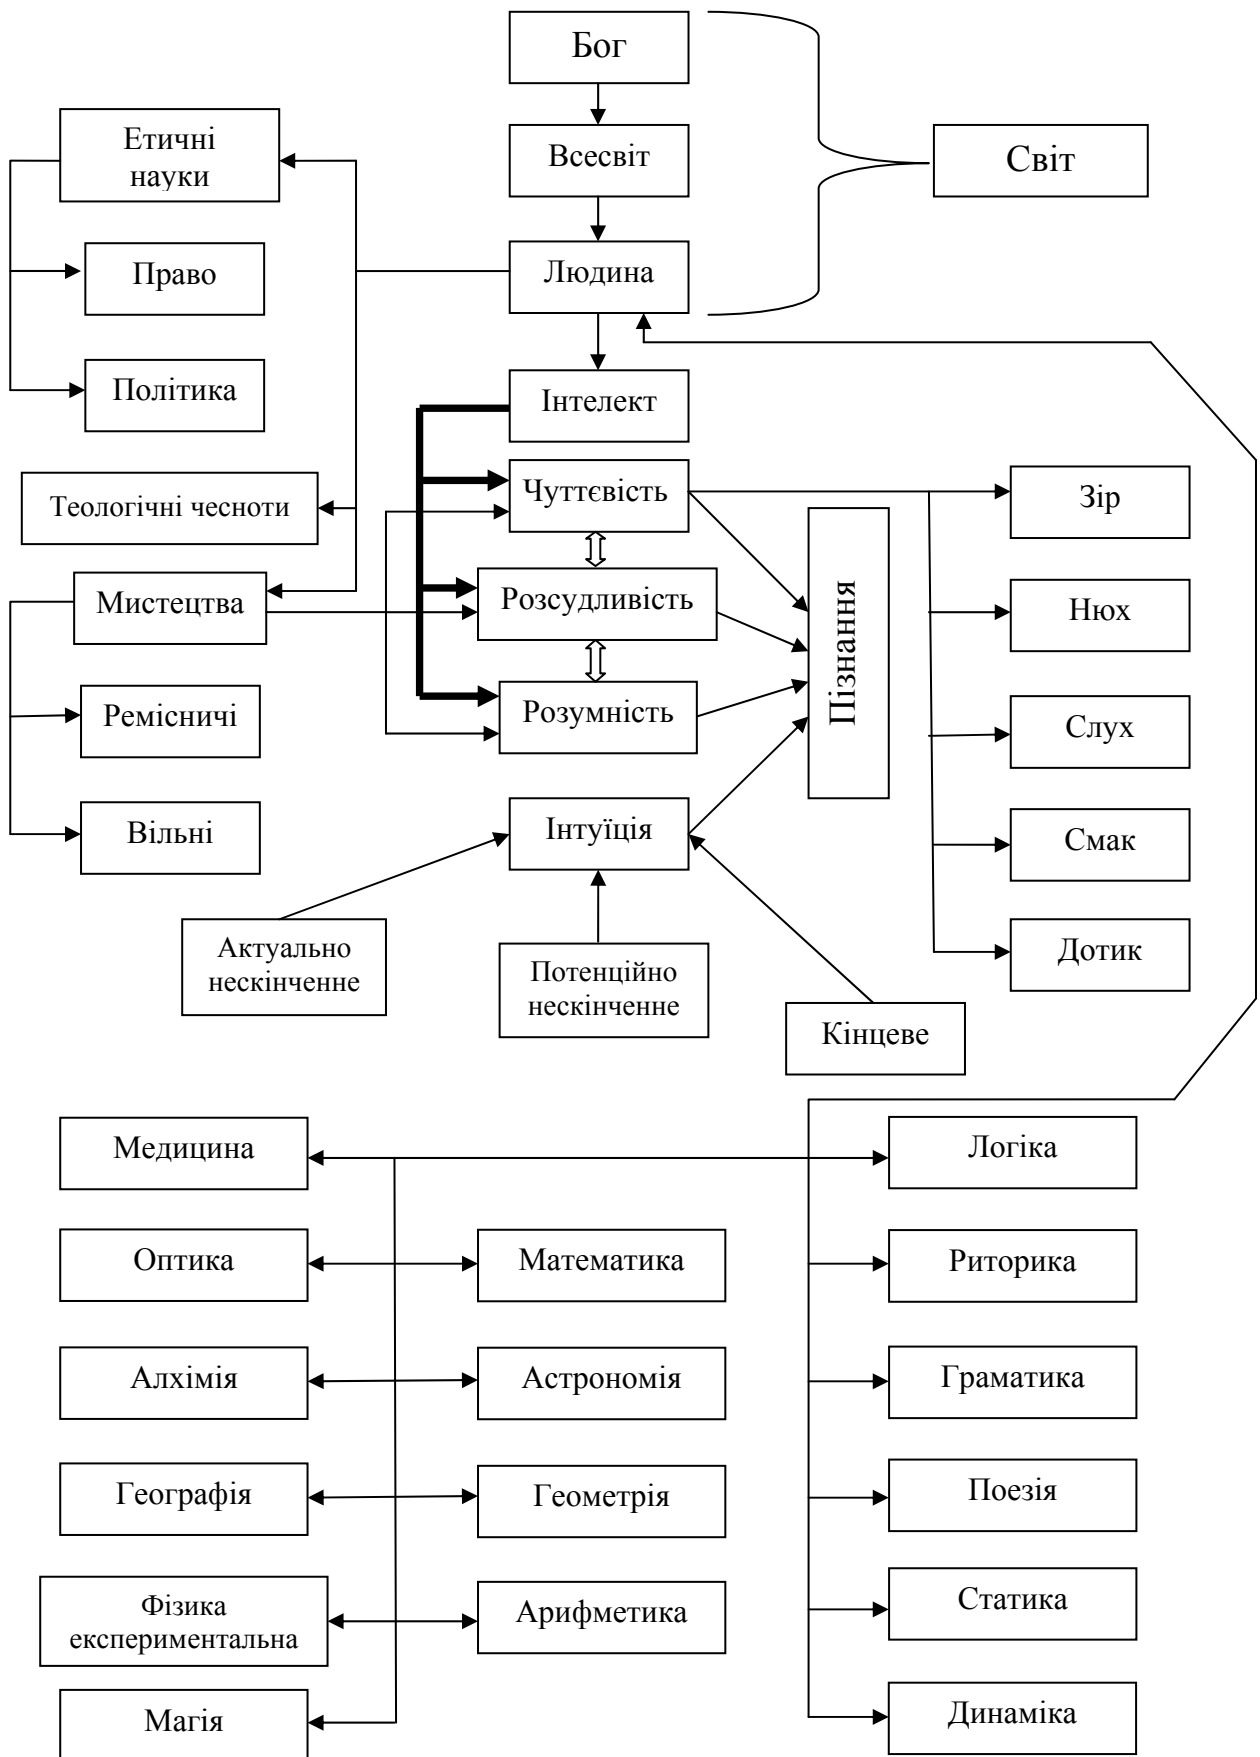 Бог
Етичні
науки
Всесвіт
Світ
Право
Людина
Політика
Інтелект
Теологічні чесноти
Чуттєвість
Зір
Мистецтва
Розсудливість
Пізнання
Нюх
Ремісничі
Розумність
Слух
Вільні
Інтуїція
Смак
Актуально
нескінченне
Потенційно
нескінченне
Кінцеве
Дотик
Медицина
Логіка
Оптика
Математика
Риторика
Алхімія
Астрономія
Граматика
Географія
Геометрія
Поезія
Фізика
експериментальна
Арифметика
Статика
Магія
Динаміка